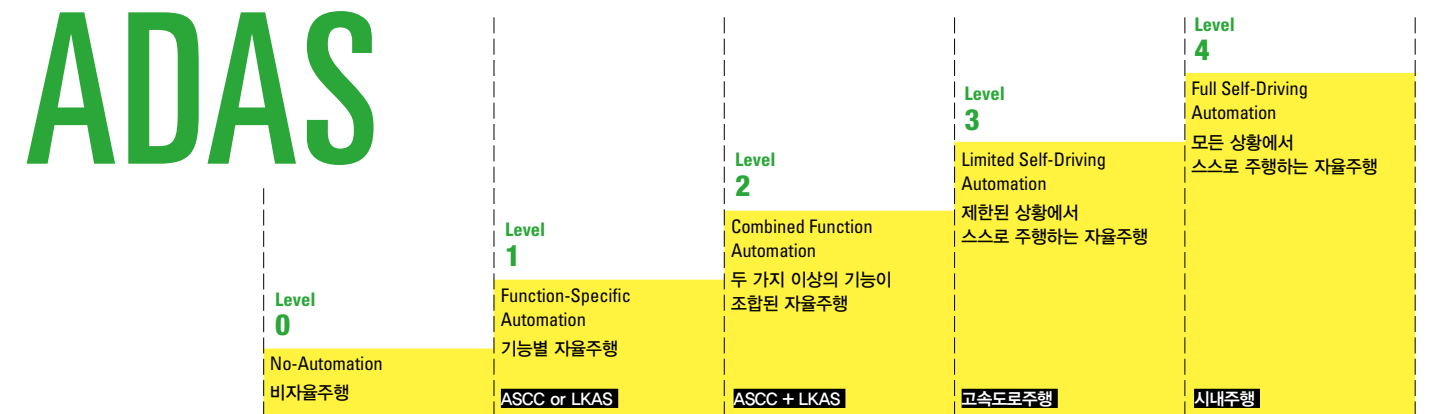 ADAS
Level
0
No-Automation
비자율주행
Level
1
Function-Specific
Automation
기능별 자율주행
ASCC or LKAS
Level
2
Combined Function
Automation
두 가지 이상의 기능이
조합된 자율주행
ASCC + LKAS
Level
3
Limited Self-Driving
Automation
제한된 상황에서
스스로 주행하는 자율주행
고속도로주행
Level
4
Full Self-Driving
Automation
모든 상황에서
스스로 주행하는 자율주행
시내주행